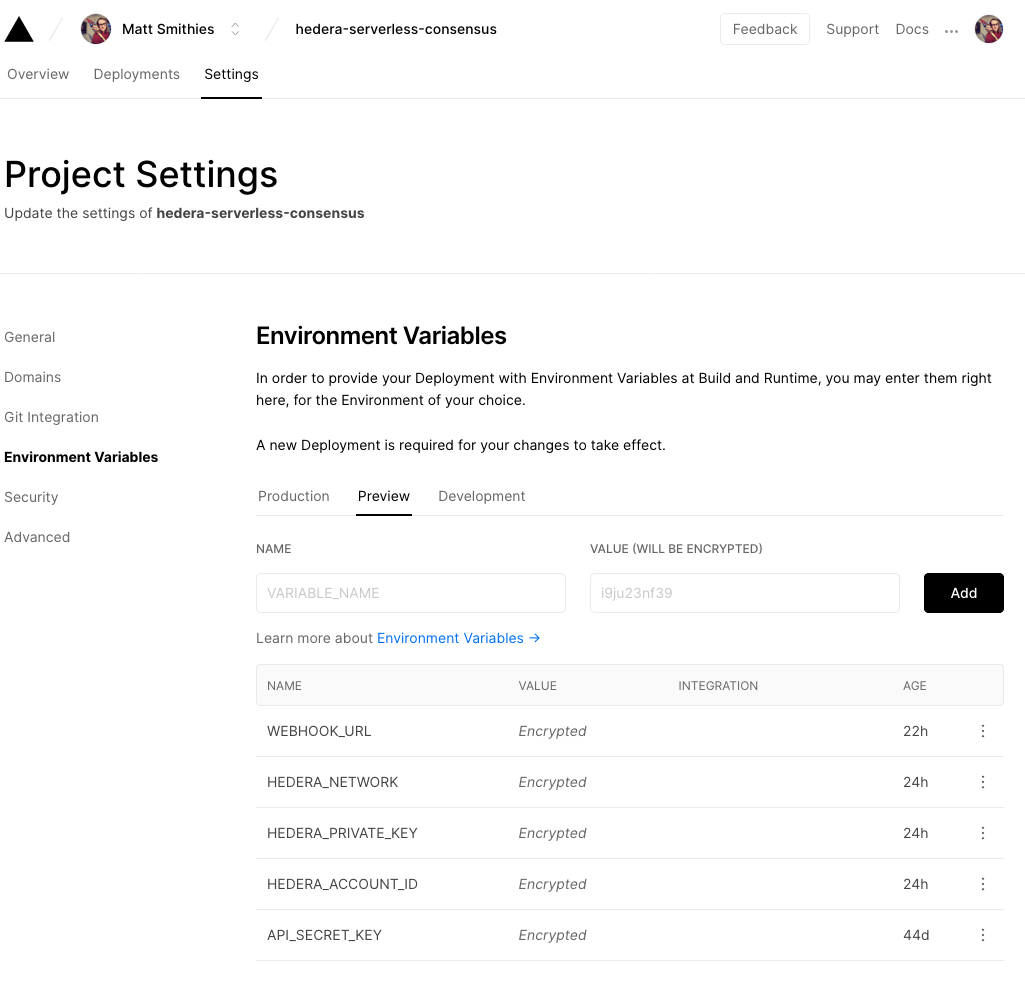 Matt Smithies hedera-serverless-consensus Feedback Support Docs ...
Overview Deployments Settings
Project Settings
Update the settings of hedera-serverless-consensus
General
Domains
Git Integration
Environment Variables
Security
Advanced
Environment Variables
In order to provide your Deployment with Environment Variables at Build and Runtime, you may enter them right
here, for the Environment of your choice.
A new Deployment is required for your changes to take effect.
Production Preview Development
NAME VALUE (WILL BE ENCRYPTED)
VARIABLE_NAME i9ju23nf39 Add
Learn more about Environment Variables →
NAME VALUE INTEGRATION AGE
WEBHOOK_URL Encrypted 22h
HEDERA_NETWORK Encrypted 24h
HEDERA_PRIVATE_KEY Encrypted 24h
HEDERA_ACCOUNT_ID Encrypted 24h
API_SECRET_KEY Encrypted 44d